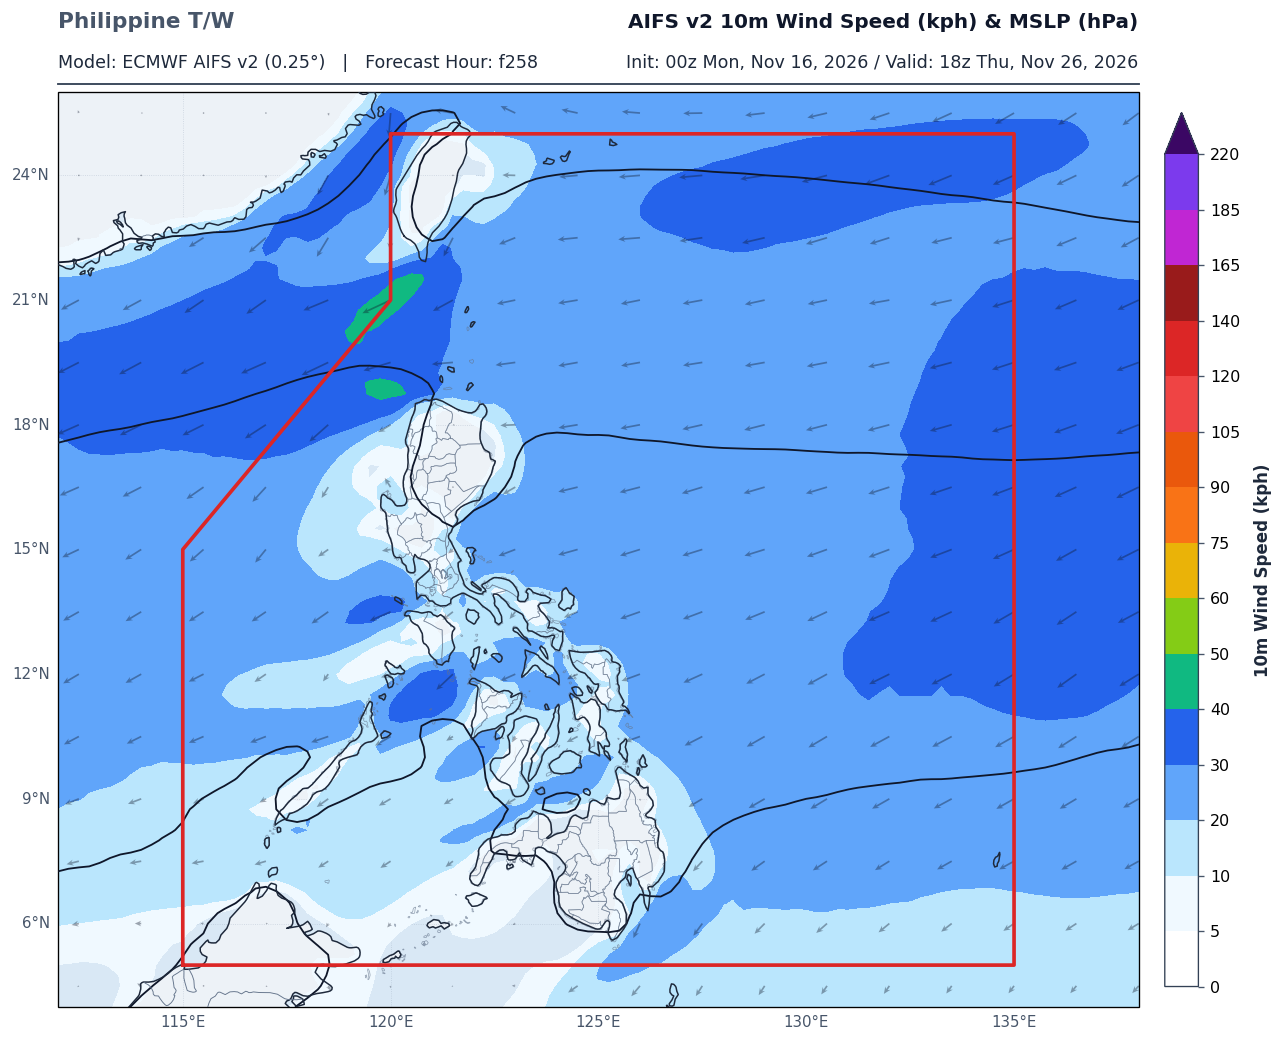 Philippine T/W
AIFS v2 10m Wind Speed (kph) & MSLP (hPa)
Model: ECMWF AIFS v2 (0.25°)   |   Forecast Hour: f258
Init: 00z Mon, Nov 16, 2026 / Valid: 18z Thu, Nov 26, 2026
24°N
21°N
18°N
15°N
12°N
9°N
6°N
115°E
120°E
125°E
130°E
135°E
220
185
165
140
120
105
90
75
60
50
40
30
20
10
5
0
10m Wind Speed (kph)